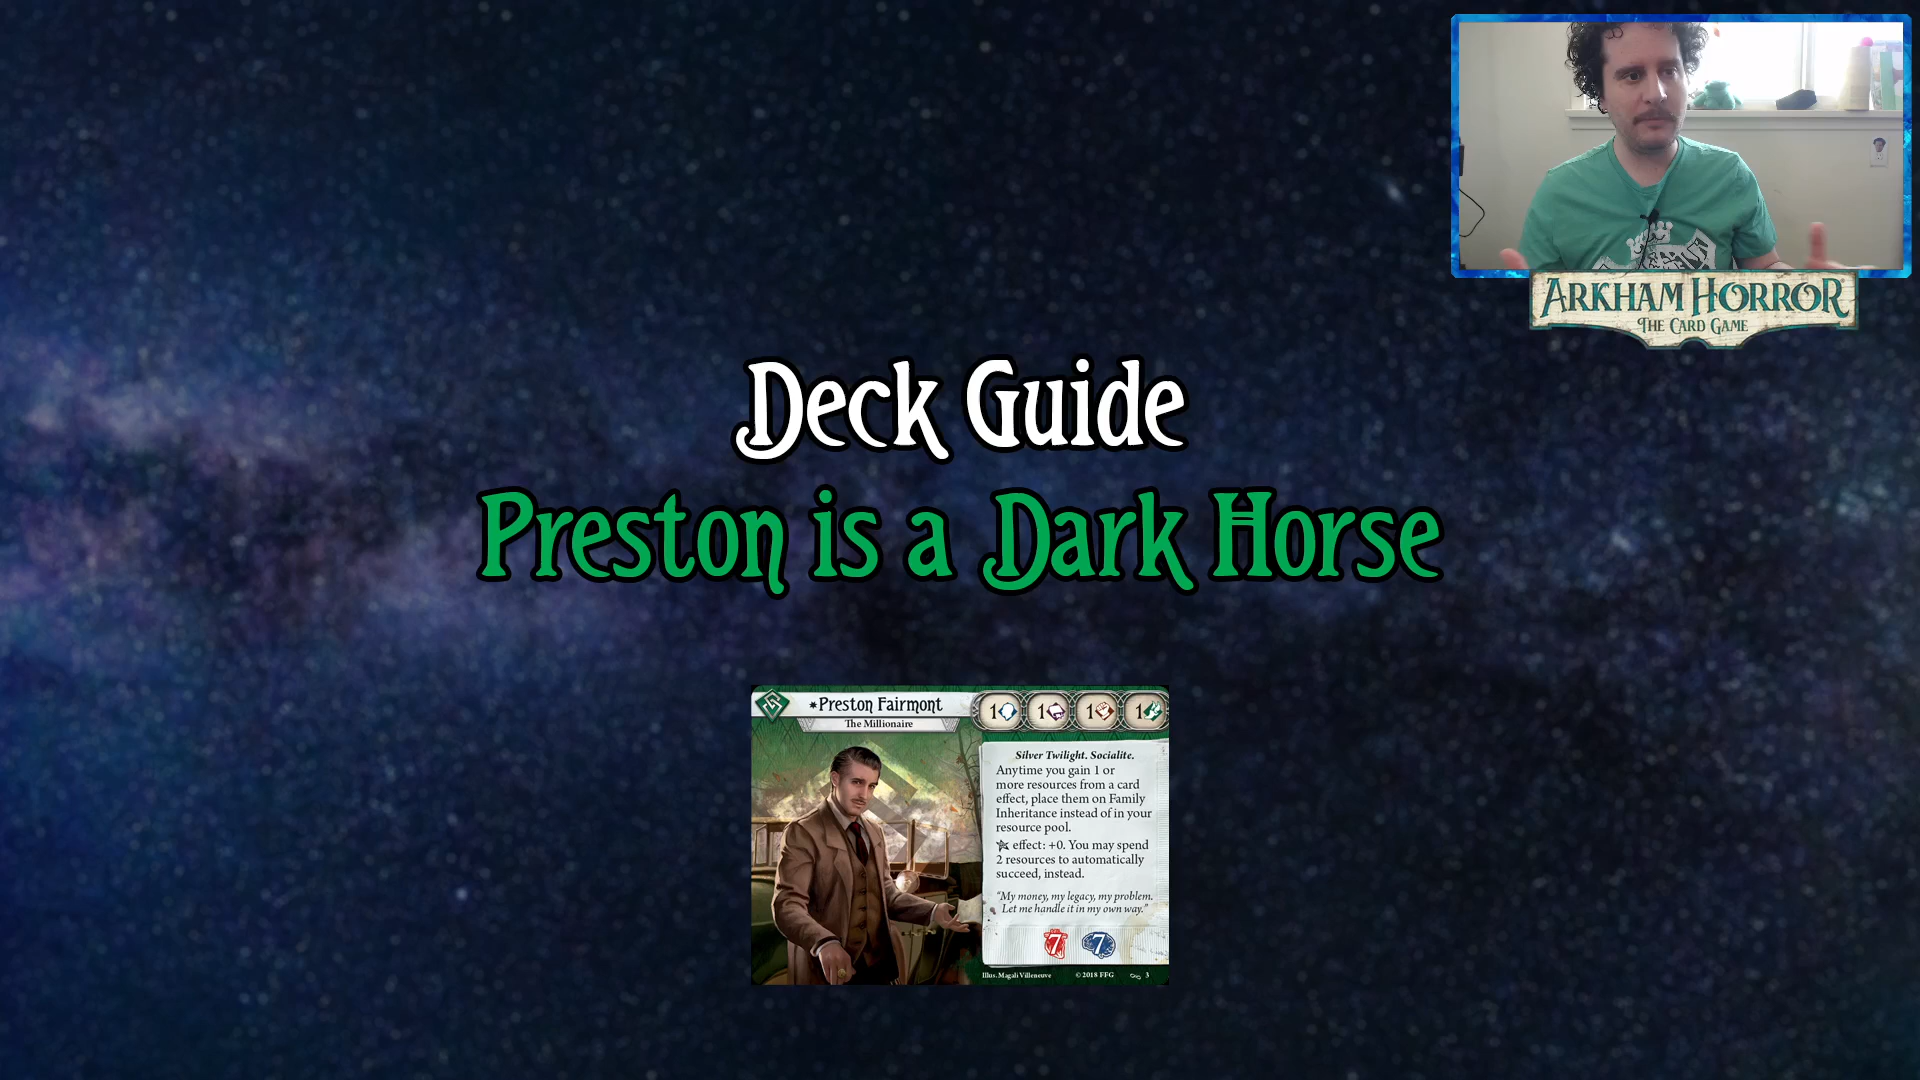 ARKHAM HORROR
THE CARD GAME
Deck Guide
Preston is a Dark Horse
Preston Fairmont
The Millionaire
1 1 1 1
Silver Twilight. Socialite.
Anytime you gain 1 or
more resources from a card
effect, place them on Family
Inheritance instead of in your
resource pool.
effect: +0. You may spend
2 resources to automatically
succeed, instead.
"My money, my legacy, my problem.
Let me handle it in my own way."
7 7
Illus. Magali Villeneuve © 2018 FFG 3